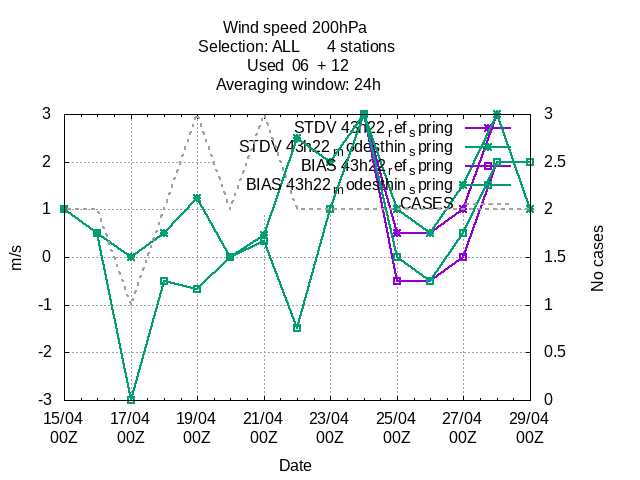 Wind speed 200hPa
Selection: ALL 4 stations
Used 06 + 12
Averaging window: 24h
STDV 43h22_ref_spring
STDV 43h22_modesthin_spring
BIAS 43h22_ref_spring
BIAS 43h22_modesthin_spring
CASES
3
2
1
0
-1
-2
-3
m/s
3
2.5
2
1.5
1
0.5
0
No cases
15/04 17/04 19/04 21/04 23/04 25/04 27/04 29/04
00Z 00Z 00Z 00Z 00Z 00Z 00Z 00Z
Date